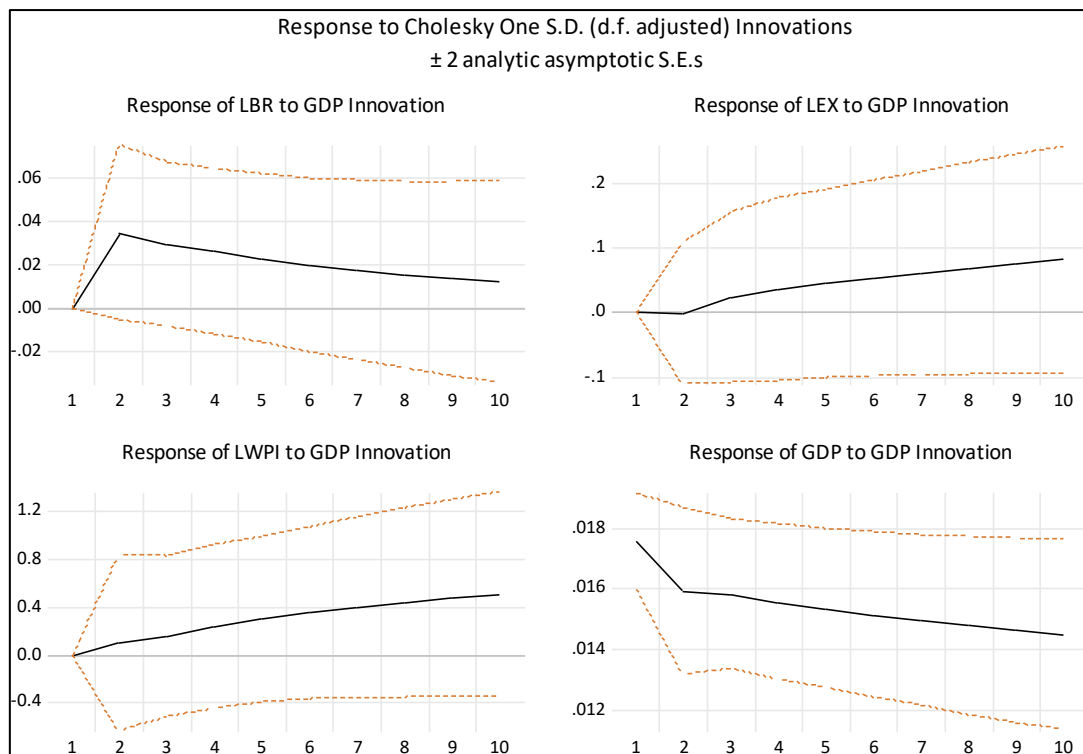 Response to Cholesky One S.D. (d.f. adjusted) Innovations
± 2 analytic asymptotic S.E.s
Response of LBR to GDP Innovation
.06
.04
.02
.00
-.02
1 2 3 4 5 6 7 8 9 10
Response of LEX to GDP Innovation
.2
.1
.0
-.1
1 2 3 4 5 6 7 8 9 10
Response of LWPI to GDP Innovation
1.2
0.8
0.4
0.0
-0.4
1 2 3 4 5 6 7 8 9 10
Response of GDP to GDP Innovation
.018
.016
.014
.012
1 2 3 4 5 6 7 8 9 10